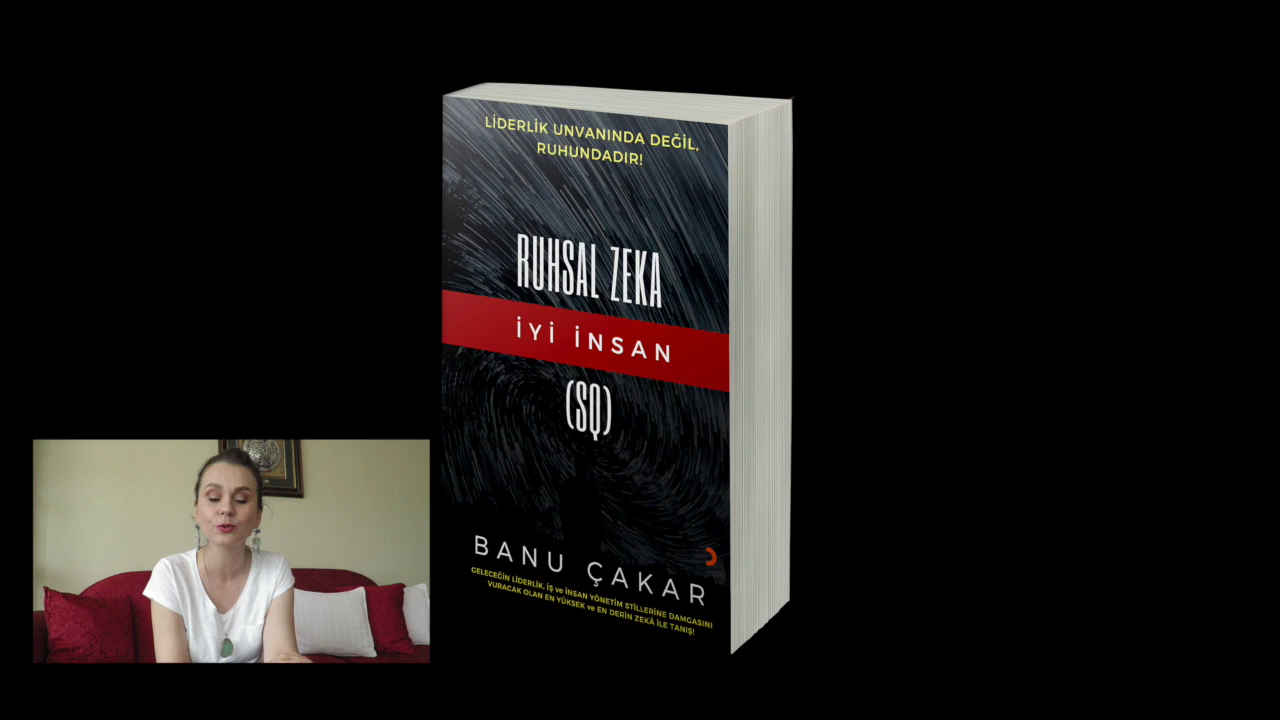 LİDERLİK UNVANINDA DEĞİL,
RUHUNDADIR!
RUHSAL ZEKA
İYİ İNSAN
(SQ)
BANU ÇAKAR
GELECEĞİN LİDERLİK, İŞ ve İNSAN YÖNETİM STİLLERİNE DAMGASINI
VURACAK OLAN EN YÜKSEK ve EN DERİN ZEKÂ İLE TANIŞ!